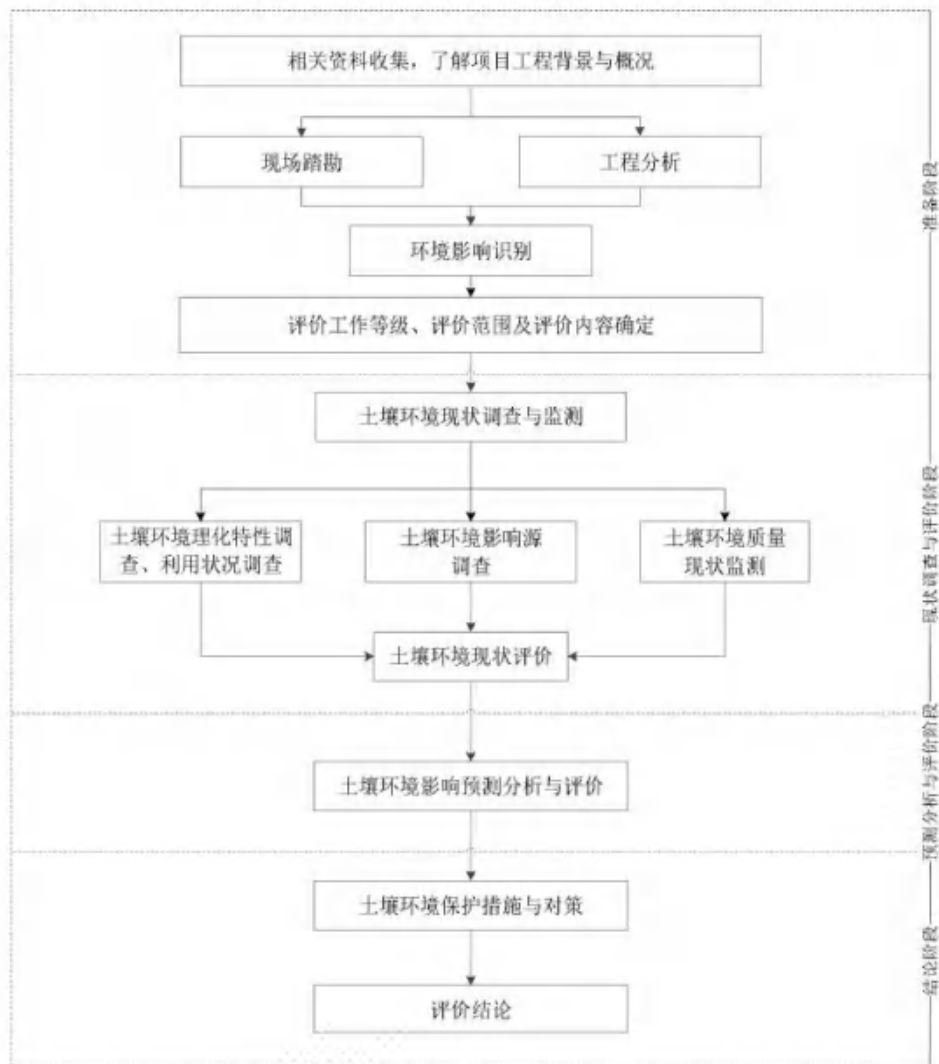 相关资料收集，了解项目工程背景与概况
现场踏勘
工程分析
环境影响识别
评价工作等级、评价范围及评价内容确定
准备阶段
土壤环境现状调查与监测
土壤环境理化特性调
查、利用状况调查
土壤环境影响源
调查
土壤环境质量
现状监测
土壤环境现状评价
现状调查与评价阶段
土壤环境影响预测分析与评价
预测分析与评价阶段
土壤环境保护措施与对策
评价结论
结论阶段